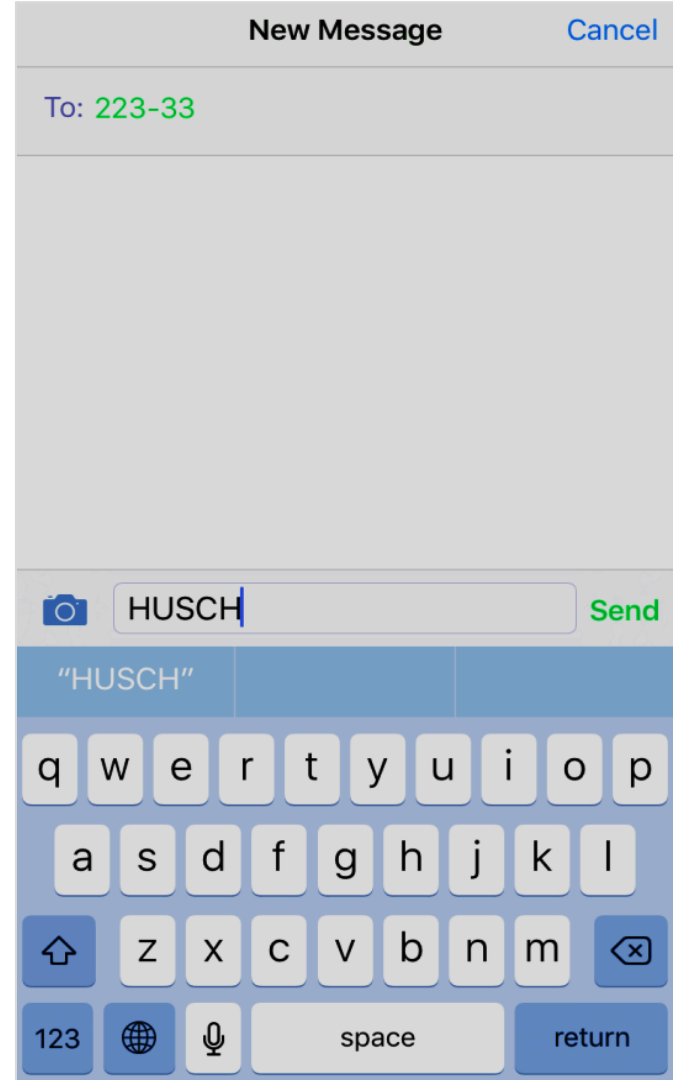 New Message Cancel
To: 223-33
HUSCH Send
"HUSCH"
q w e r t y u i o p
a s d f g h j k l
z x c v b n m
123 space return